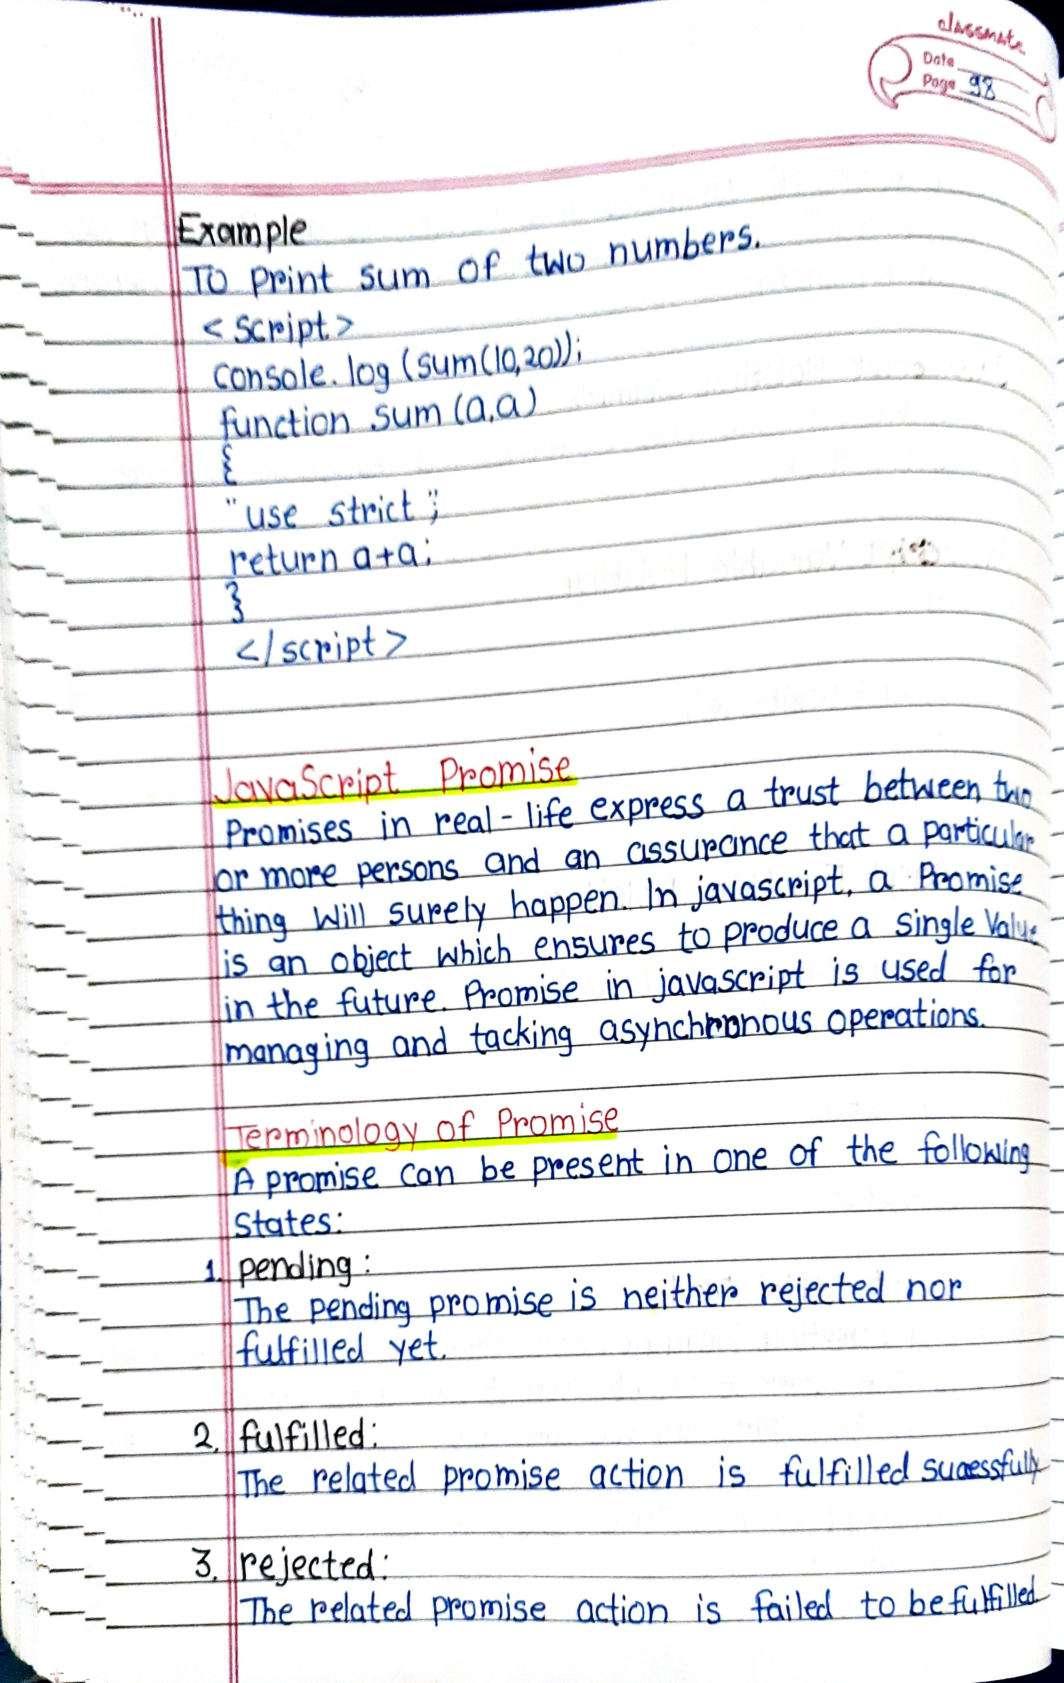 classmate
Date
Page 98
Example
To print sum of two numbers.
<script>
console.log (sum(10,20));
function sum (a,a)
{
"use strict";
return a+a;
}
</script>
JavaScript Promise
Promises in real-life express a trust between two
or more persons and an assurance that a particular
thing will surely happen. In javascript, a Promise
is an object which ensures to produce a single value
in the future. Promise in javascript is used for
managing and tacking asynchronous operations.
Terminology of Promise
A promise can be present in one of the following
states:
1. pending:
The pending promise is neither rejected nor
fulfilled yet.
2. fulfilled:
The related promise action is fulfilled sucessfully
3. rejected:
The related promise action is failed to be fulfilled